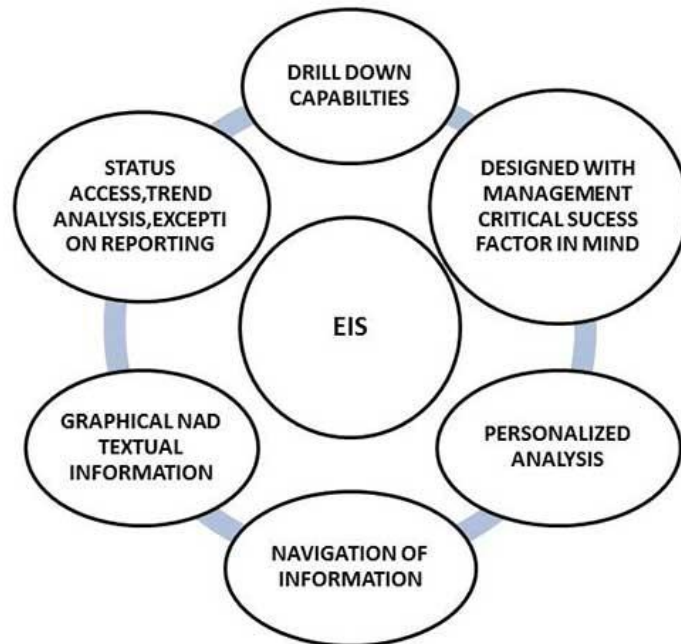 DRILL DOWN
CAPABILTIES
DESIGNED WITH
MANAGEMENT
CRITICAL SUCESS
FACTOR IN MIND
PERSONALIZED
ANALYSIS
NAVIGATION OF
INFORMATION
GRAPHICAL NAD
TEXTUAL
INFORMATION
STATUS
ACCESS,TREND
ANALYSIS,EXCEPTI
ON REPORTING
EIS